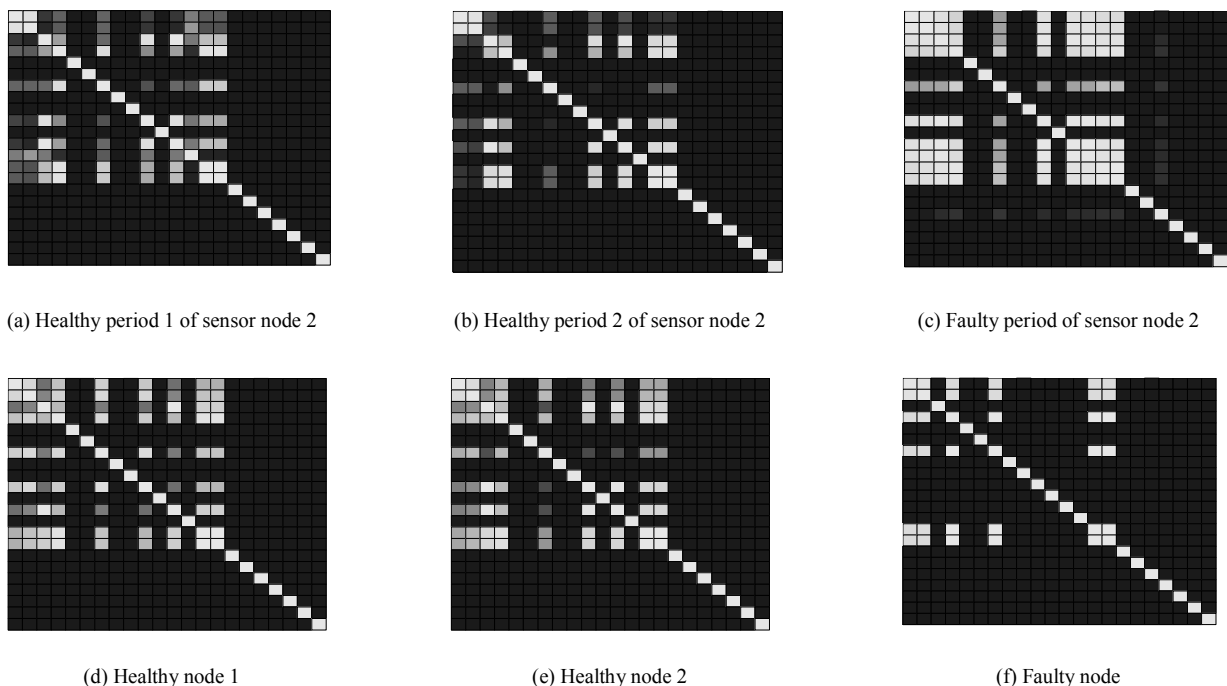 (a) Healthy period 1 of sensor node 2
(b) Healthy period 2 of sensor node 2
(c) Faulty period of sensor node 2
(d) Healthy node 1
(e) Healthy node 2
(f) Faulty node